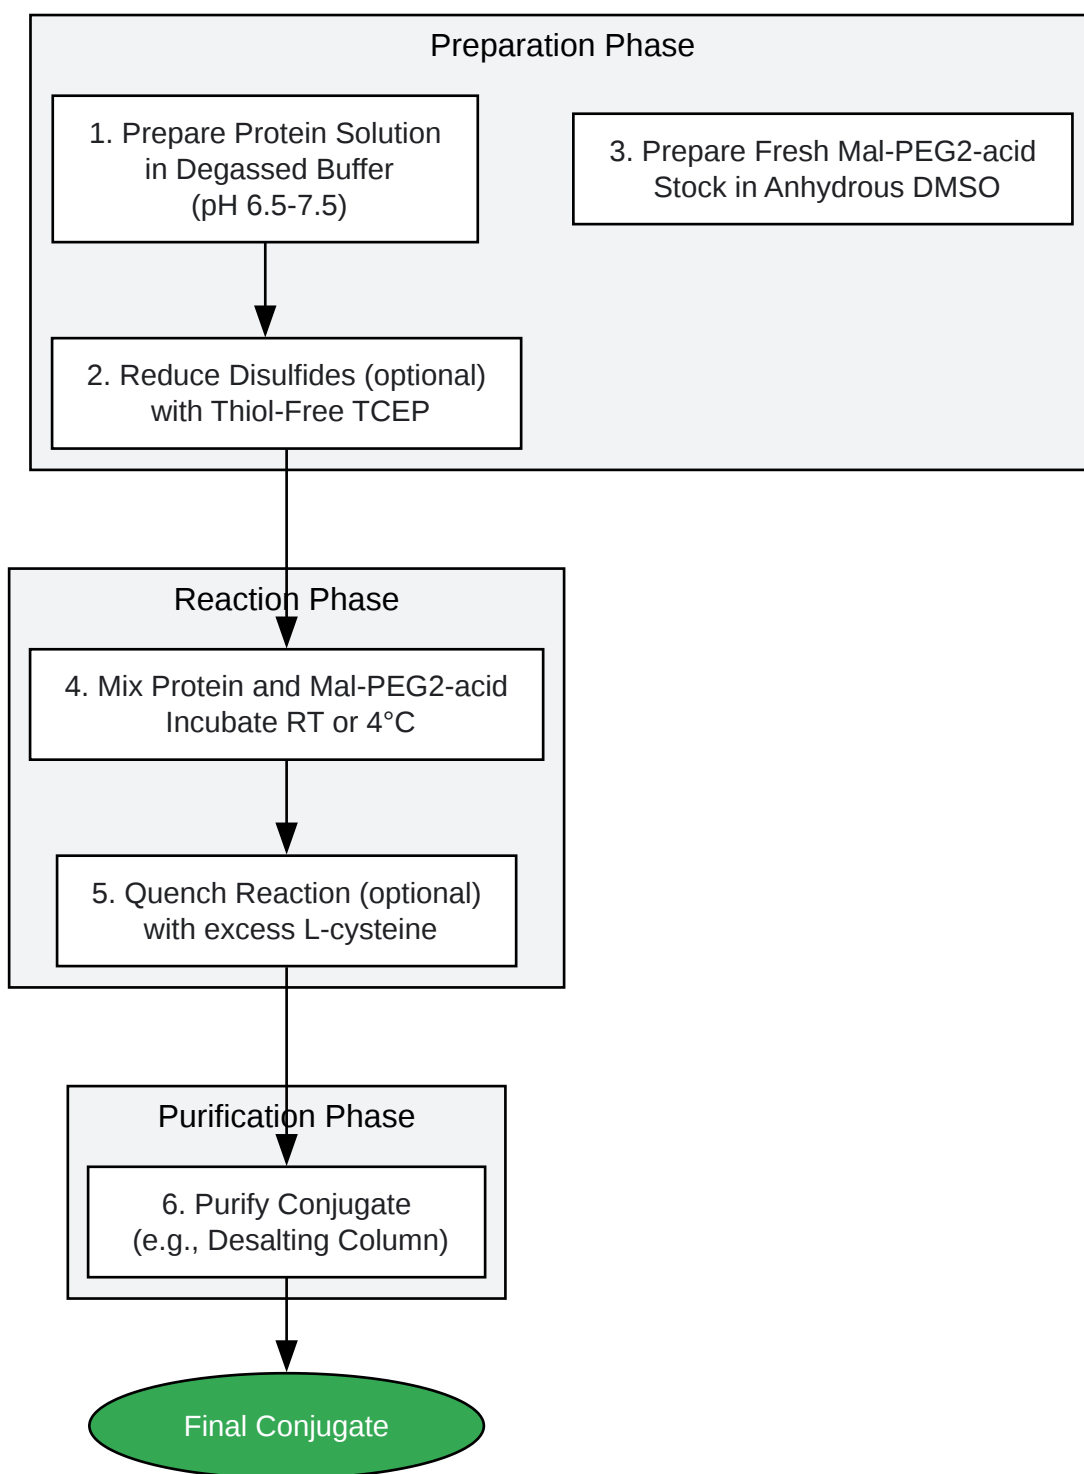 Preparation Phase
1. Prepare Protein Solution
in Degassed Buffer
(pH 6.5-7.5)
3. Prepare Fresh Mal-PEG2-acid
Stock in Anhydrous DMSO
2. Reduce Disulfides (optional)
with Thiol-Free TCEP
Reaction Phase
4. Mix Protein and Mal-PEG2-acid
Incubate RT or 4°C
5. Quench Reaction (optional)
with excess L-cysteine
Purification Phase
6. Purify Conjugate
(e.g., Desalting Column)
Final Conjugate